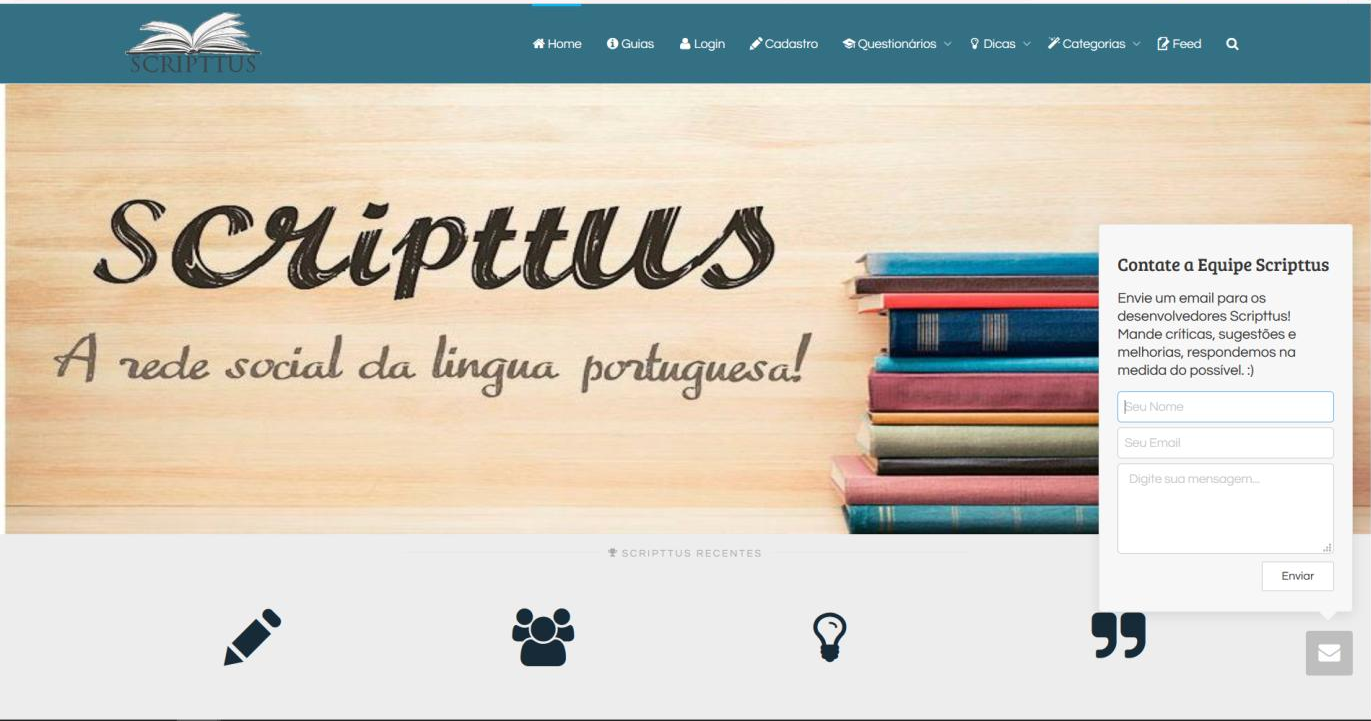 SCRIPTTUS
Home Guias Login Cadastro Questionários Dicas Categorias Feed
Scripttus
A rede social da lingua portuguesa!
Contate a Equipe Scripttus
Envie um email para os
desenvolvedores Scripttus!
Mande críticas, sugestões e
melhorias, respondemos na
medida do possível. :)
Seu Nome
Seu Email
Digite sua mensagem...
Enviar
SCRIPTTUS RECENTES